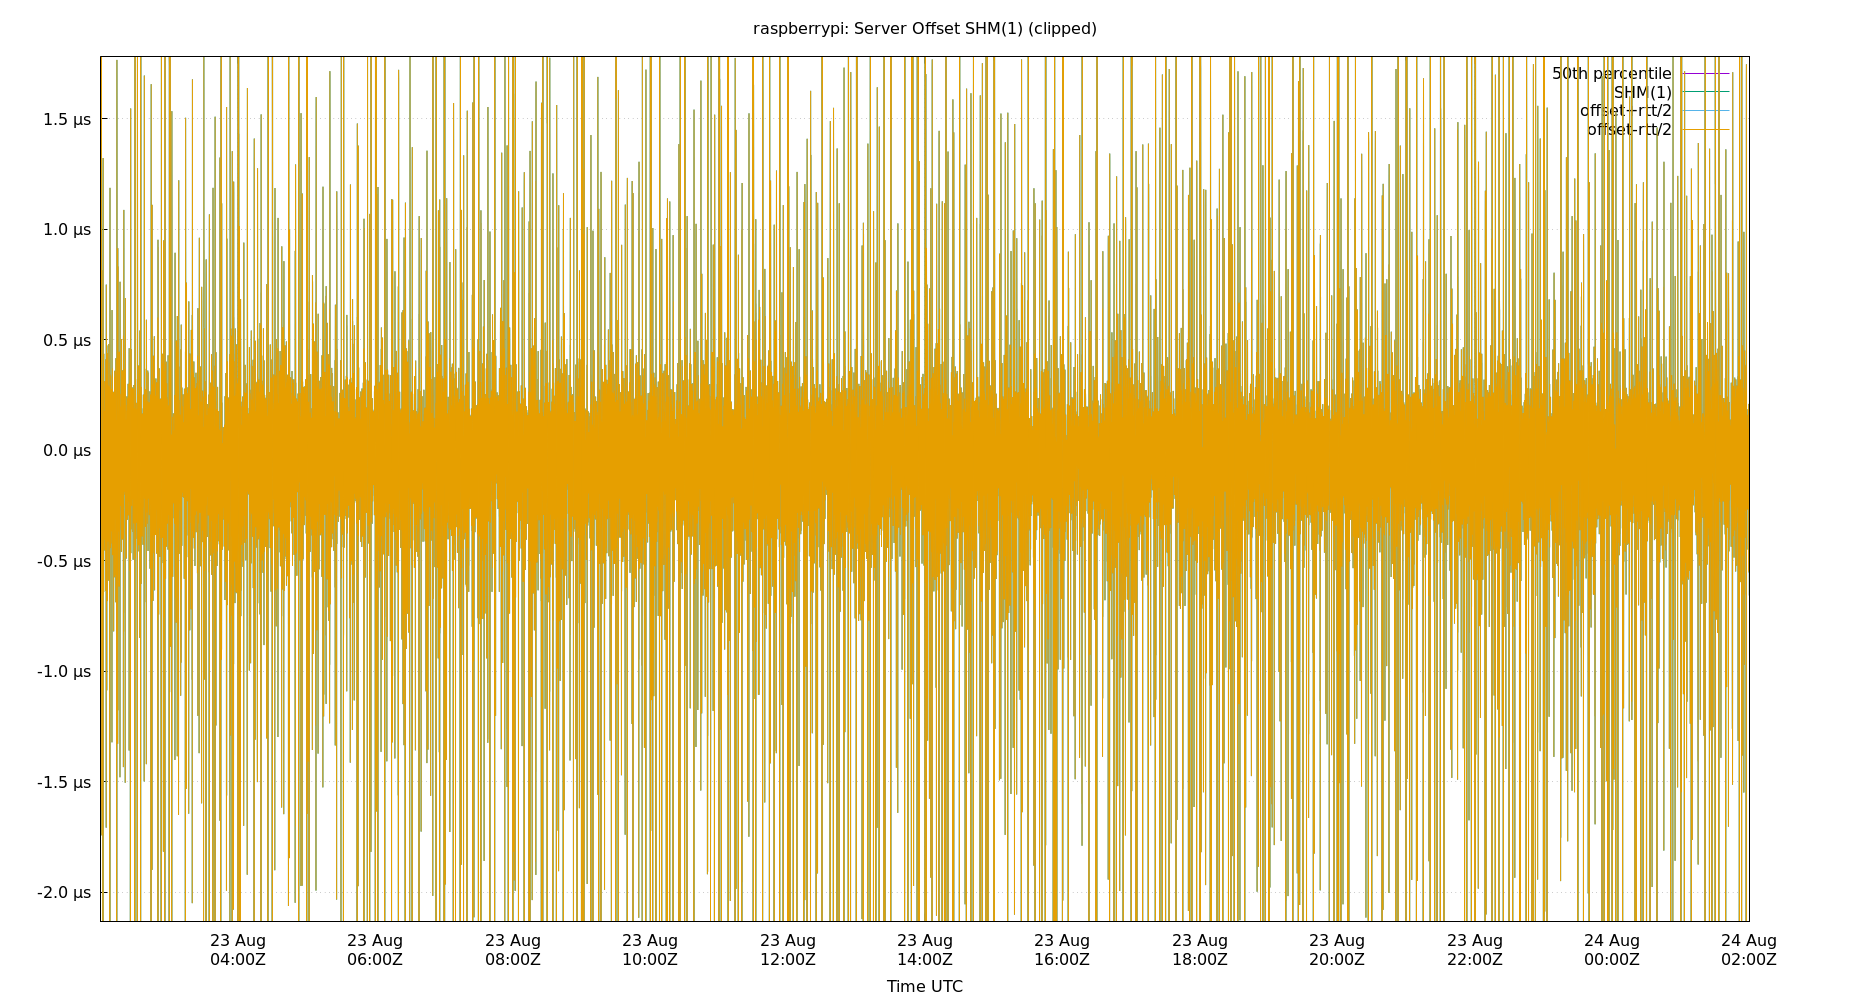 raspberrypi: Server Offset SHM(1) (clipped)
50th percentile
SHM(1)
offset+rtt/2
offset-rtt/2
1.5 µs
1.0 µs
0.5 µs
0.0 µs
-0.5 µs
-1.0 µs
-1.5 µs
-2.0 µs
23 Aug 23 Aug 23 Aug 23 Aug 23 Aug 23 Aug 23 Aug 23 Aug 23 Aug 23 Aug 24 Aug 24 Aug
04:00Z 06:00Z 08:00Z 10:00Z 12:00Z 14:00Z 16:00Z 18:00Z 20:00Z 22:00Z 00:00Z 02:00Z
Time UTC